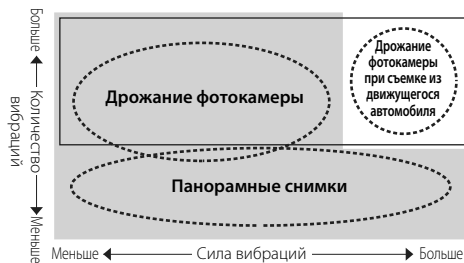 Больше
Количество
вибраций
Меньше
Дрожание фотокамеры
Дрожание
фотокамеры
при съемке из
движущегося
автомобиля
Панорамные снимки
Меньше
Сила вибраций
Больше